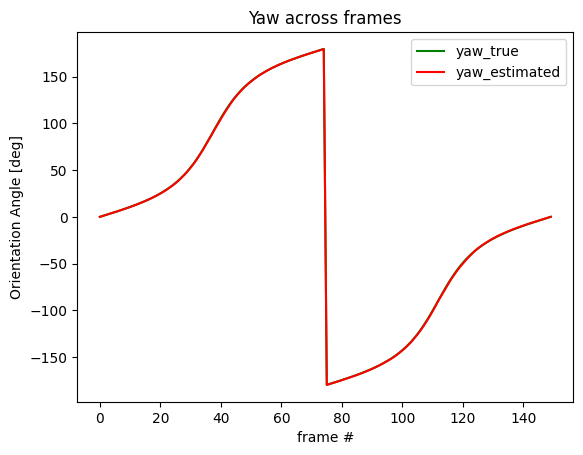 Yaw across frames
yaw_true
yaw_estimated
Orientation Angle [deg]
150
100
50
0
−50
−100
−150
0 20 40 60 80 100 120 140
frame #